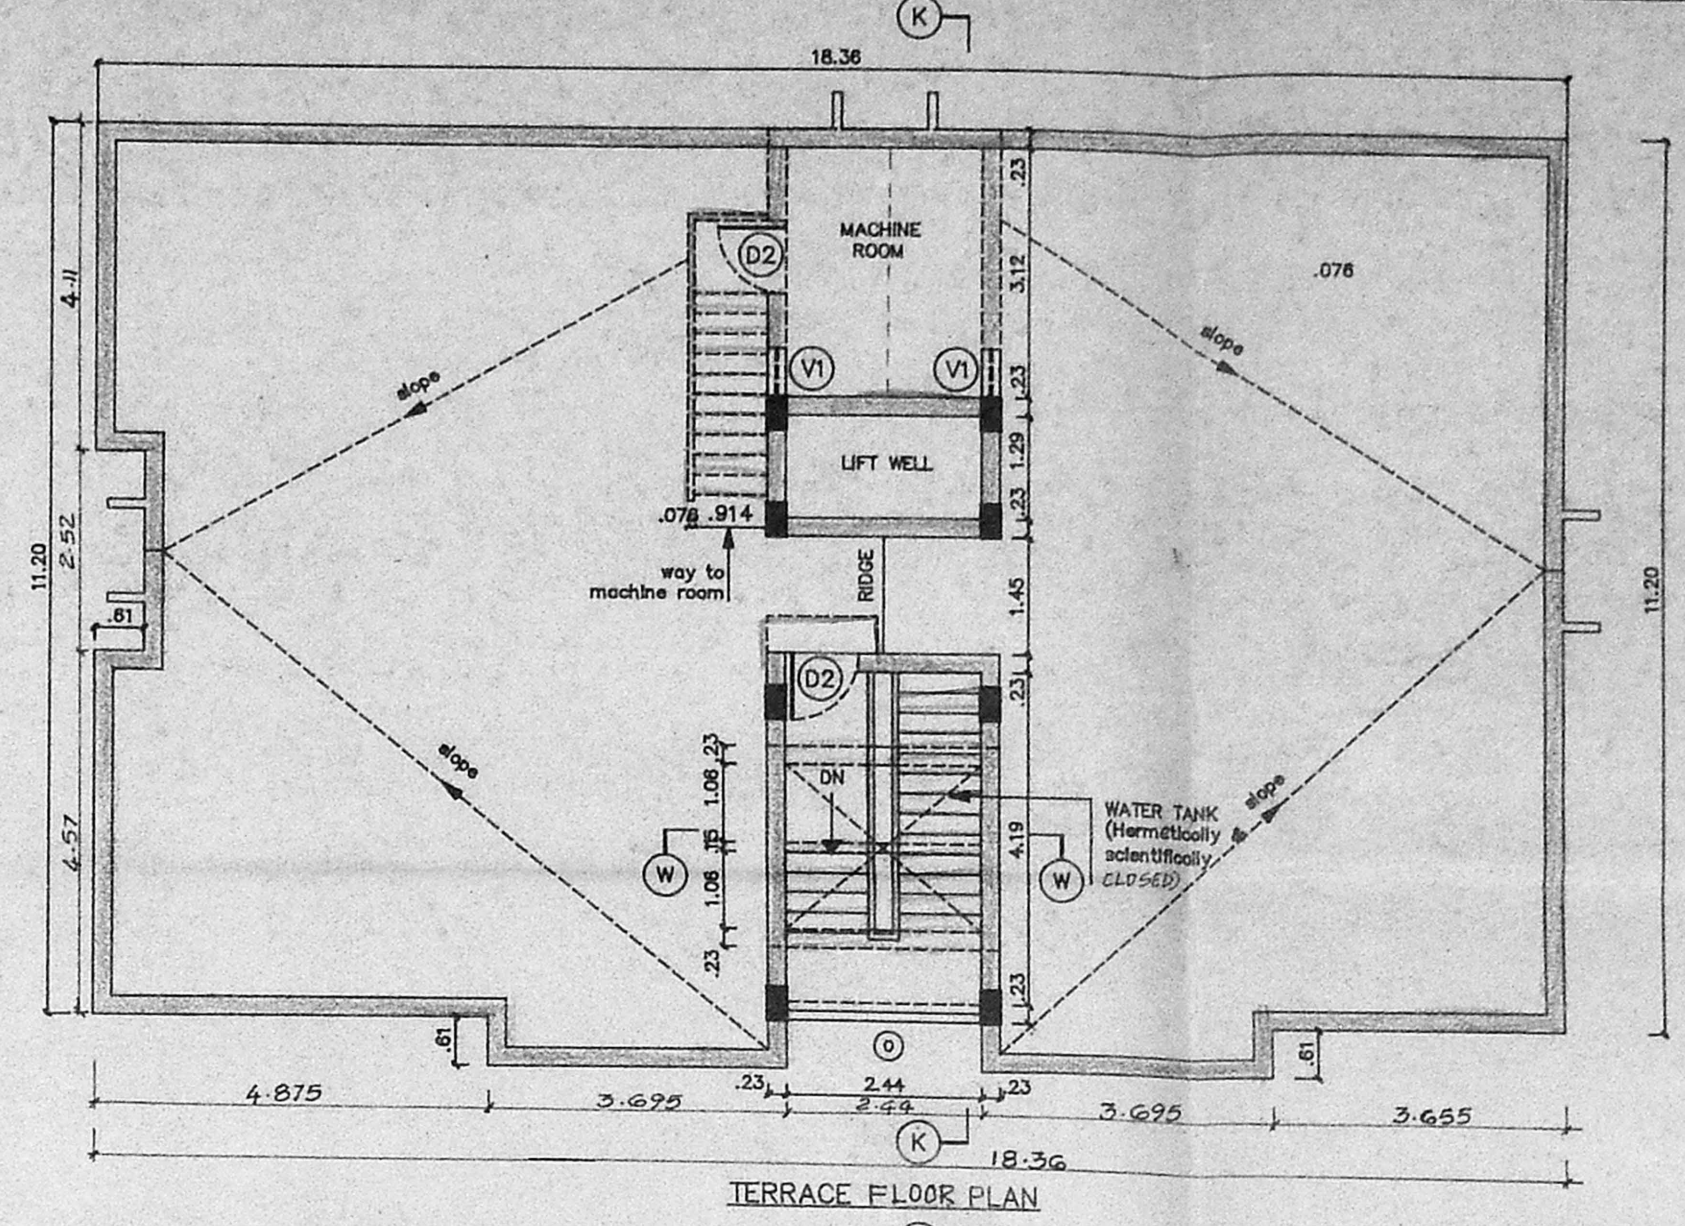 K
18.36
.23
MACHINE
ROOM
D2
3.12
.076
4.11
slope
slope
V1
V1
.23
1.29
LIFT WELL
.23
.076 .914
11.20
2.52
way to
machine room
RIDGE
1.45
11.20
.61
D2
.23
slope
.23
DN
1.06
slope
WATER TANK
(Hermetically
scientifically
CLOSED)
4.19
.15
W
W
4.57
1.06
.23
.23
.61
O
.61
4.875
3.695
.23
2.44
.23
2.44
3.695
3.655
K
18.36
TERRACE FLOOR PLAN